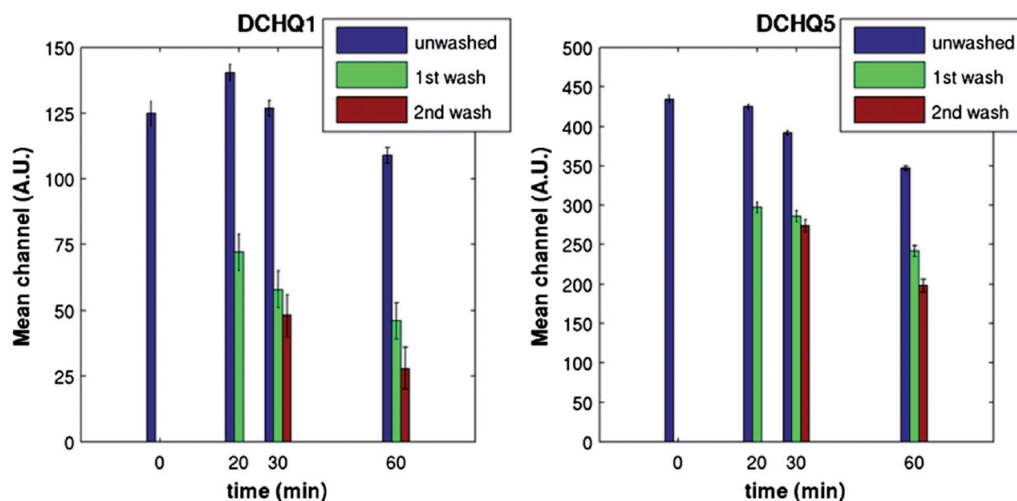 DCHQ1
unwashed
1st wash
2nd wash
Mean channel (A.U.)
150
125
100
75
50
25
0
0 20 30 60
time (min)
DCHQ5
unwashed
1st wash
2nd wash
Mean channel (A.U.)
500
450
400
350
300
250
200
150
100
50
0
0 20 30 60
time (min)